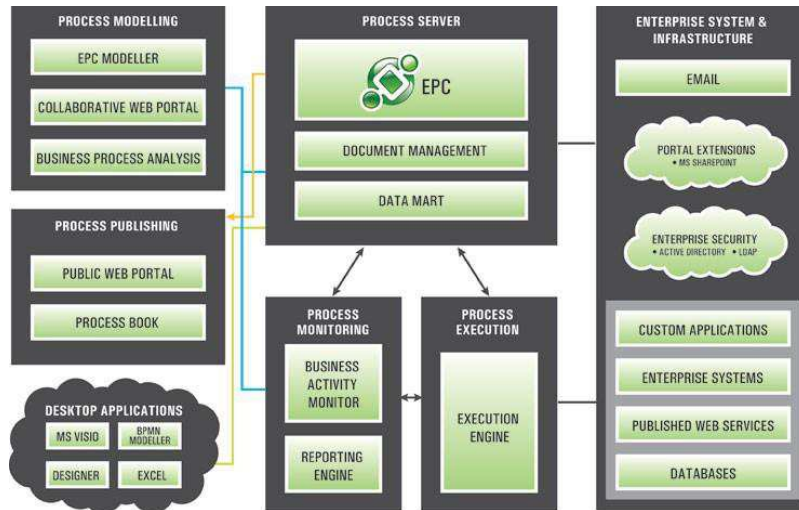 PROCESS MODELLING
EPC MODELLER
COLLABORATIVE WEB PORTAL
BUSINESS PROCESS ANALYSIS
PROCESS PUBLISHING
PUBLIC WEB PORTAL
PROCESS BOOK
DESKTOP APPLICATIONS
MS VISIO
BPMN
MODELLER
DESIGNER
EXCEL
PROCESS SERVER
EPC
DOCUMENT MANAGEMENT
DATA MART
PROCESS
MONITORING
BUSINESS
ACTIVITY
MONITOR
REPORTING
ENGINE
PROCESS
EXECUTION
EXECUTION
ENGINE
ENTERPRISE SYSTEM &
INFRASTRUCTURE
EMAIL
PORTAL EXTENSIONS
• MS SHAREPOINT
ENTERPRISE SECURITY
• ACTIVE DIRECTORY • LDAP
CUSTOM APPLICATIONS
ENTERPRISE SYSTEMS
PUBLISHED WEB SERVICES
DATABASES